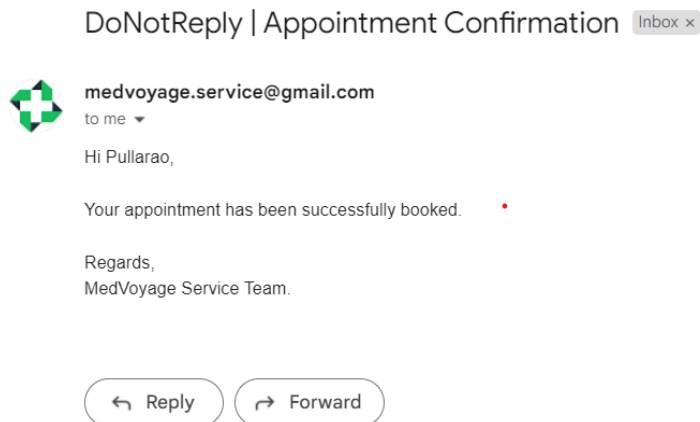 DoNotReply | Appointment Confirmation Inbox ×
medvoyage.service@gmail.com
to me
Hi Pullarao,
Your appointment has been successfully booked.
Regards,
MedVoyage Service Team.
Reply Forward